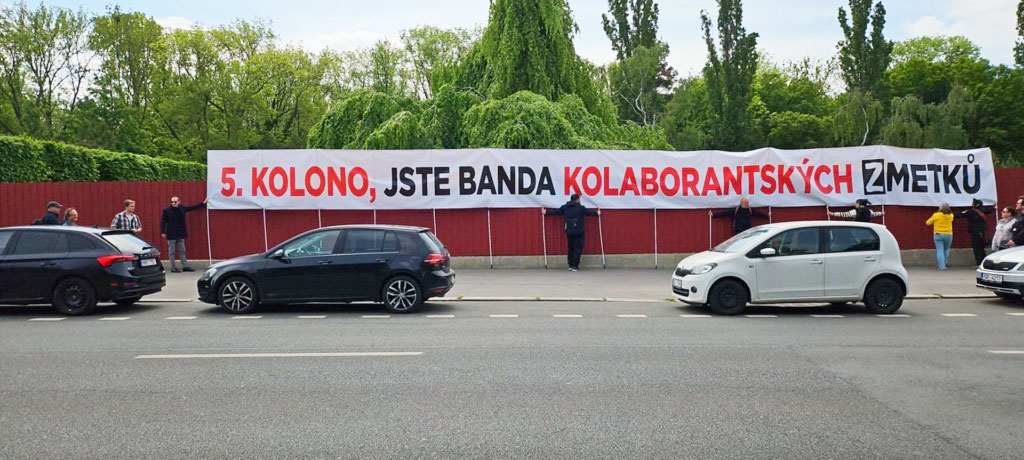 5. KOLONO, JSTE BANDA KOLABORANTSKÝCH ZMETKŮ